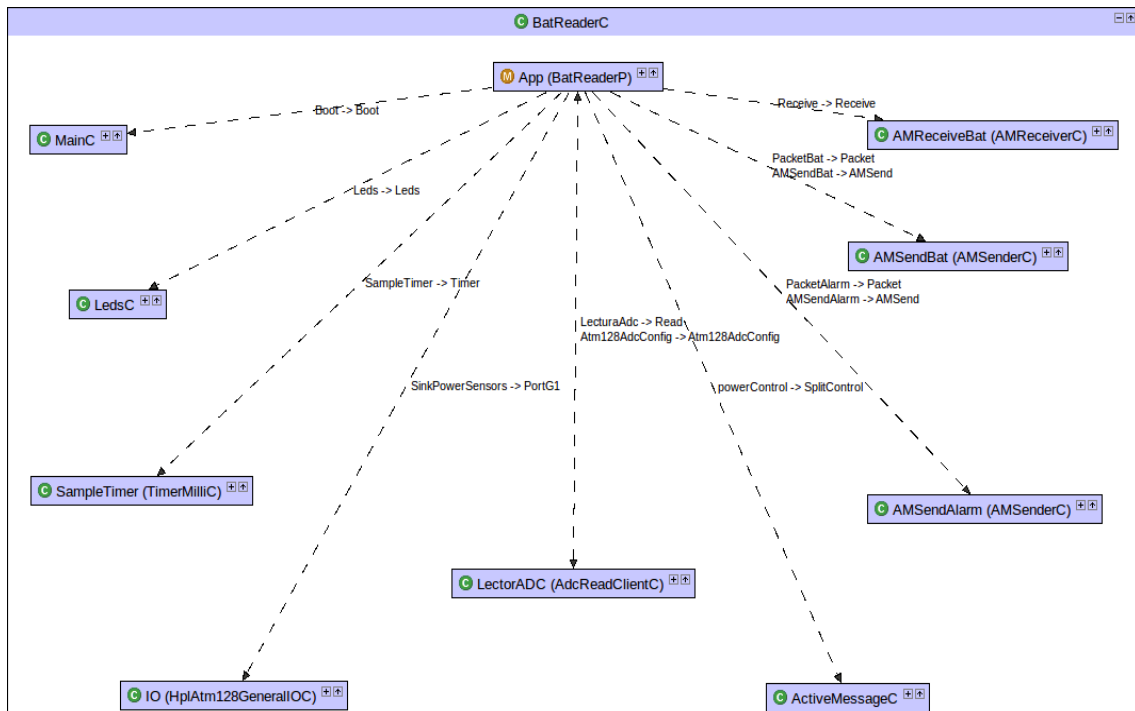 C BatReaderC
M App (BatReaderP)
Boot -> Boot
Receive -> Receive
C MainC
C AMReceiveBat (AMReceiverC)
PacketBat -> Packet
AMSendBat -> AMSend
Leds -> Leds
C AMSendBat (AMSenderC)
C LedsC
SampleTimer -> Timer
PacketAlarm -> Packet
AMSendAlarm -> AMSend
LecturaAdc -> Read
Atm128AdcConfig -> Atm128AdcConfig
SinkPowerSensors -> PortG1
powerControl -> SplitControl
C SampleTimer (TimerMilliC)
C AMSendAlarm (AMSenderC)
C LectorADC (AdcReadClientC)
C IO (HplAtm128GeneralIOC)
C ActiveMessageC